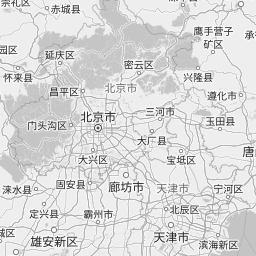 赤城县
崇礼区
鹰手营子
矿区
延庆区
密云区
兴隆县
怀来县
昌平区
北京市
遵化市
北京市
三河市
玉田县
门头沟区
大厂县
大兴区
宝坻区
涞水县
固安县
廊坊市
天津市
宁河区
定兴县
霸州市
北辰区
雄安新区
天津市
滨海新区